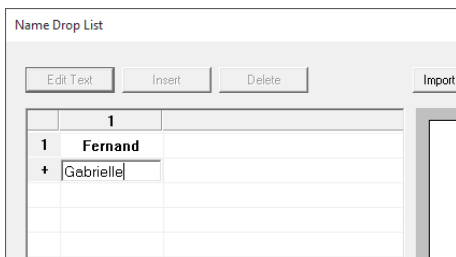 Name Drop List
Edit Text Insert Delete Import
1
1 Fernand
+ Gabrielle